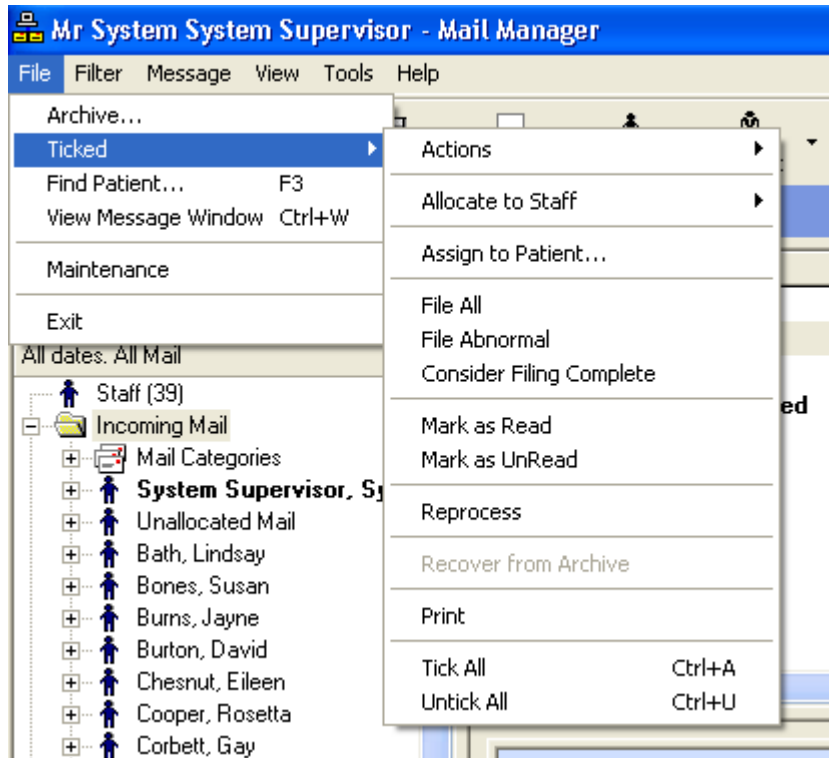 Mr System System Supervisor - Mail Manager
File Filter Message View Tools Help
Archive...
Ticked
Find Patient... F3
View Message Window Ctrl+W
Maintenance
Exit
Actions
Allocate to Staff
Assign to Patient...
File All
File Abnormal
Consider Filing Complete
Mark as Read
Mark as UnRead
Reprocess
Recover from Archive
Print
Tick All Ctrl+A
Untick All Ctrl+U
All dates. All Mail
Staff (39)
Incoming Mail
Mail Categories
System Supervisor,
Unallocated Mail
Bath, Lindsay
Bones, Susan
Burns, Jayne
Burton, David
Chesnut, Eileen
Cooper, Rosetta
Corbett, Gay
ed